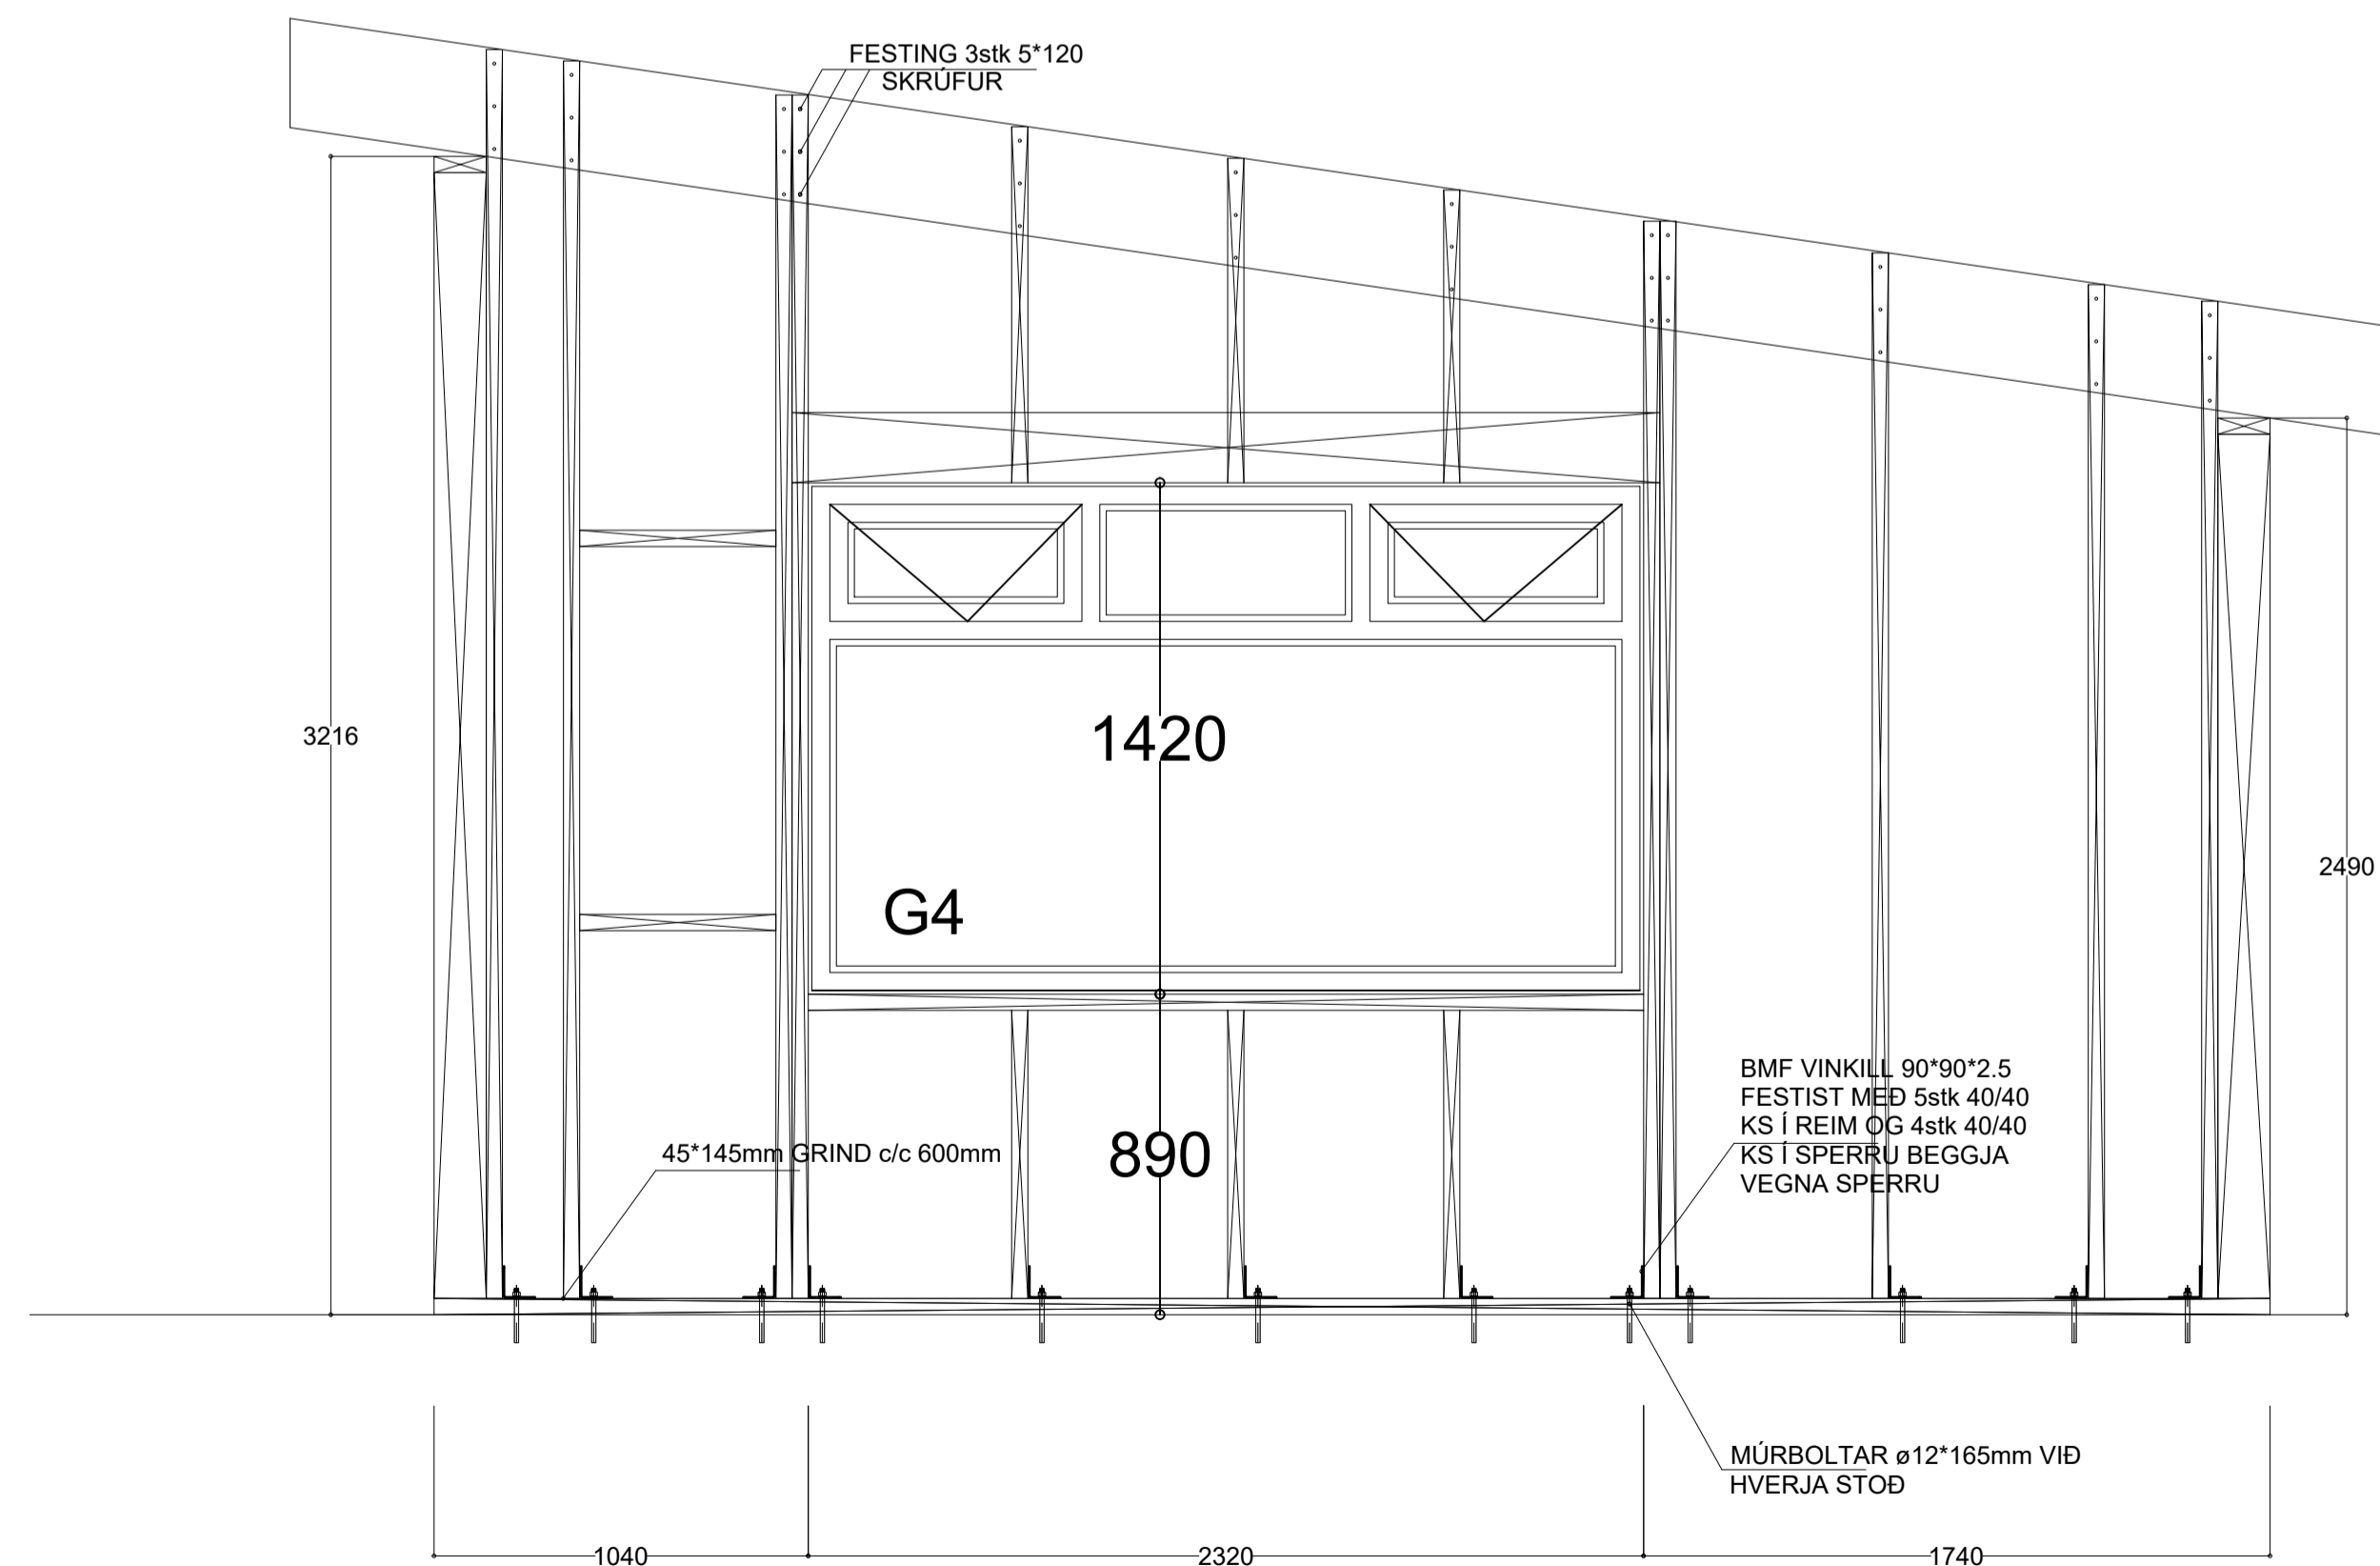 FESTING 3stk 5*120
SKRÚFUR
3216
1420
2490
G4
BMF VINKILL 90*90*2.5
FESTIST MEÐ 5stk 40/40
KS Í REIM OG 4stk 40/40
KS Í SPERRU BEGGJA
VEGNA SPERRU
45*145mm GRIND c/c 600mm
890
MÚRBOLTAR ø12*165mm VIÐ
HVERJA STOÐ
1040
2320
1740